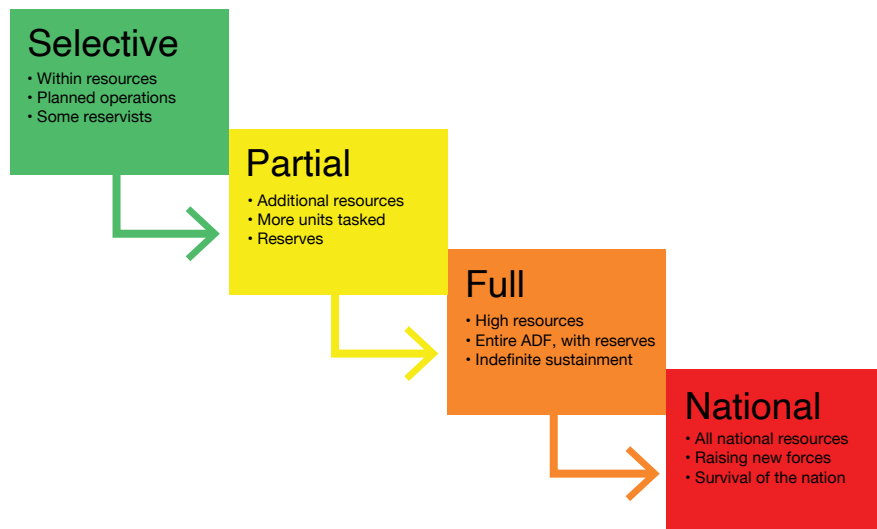 Selective
• Within resources
• Planned operations
• Some reservists
Partial
• Additional resources
• More units tasked
• Reserves
Full
• High resources
• Entire ADF, with reserves
• Indefinite sustainment
National
• All national resources
• Raising new forces
• Survival of the nation